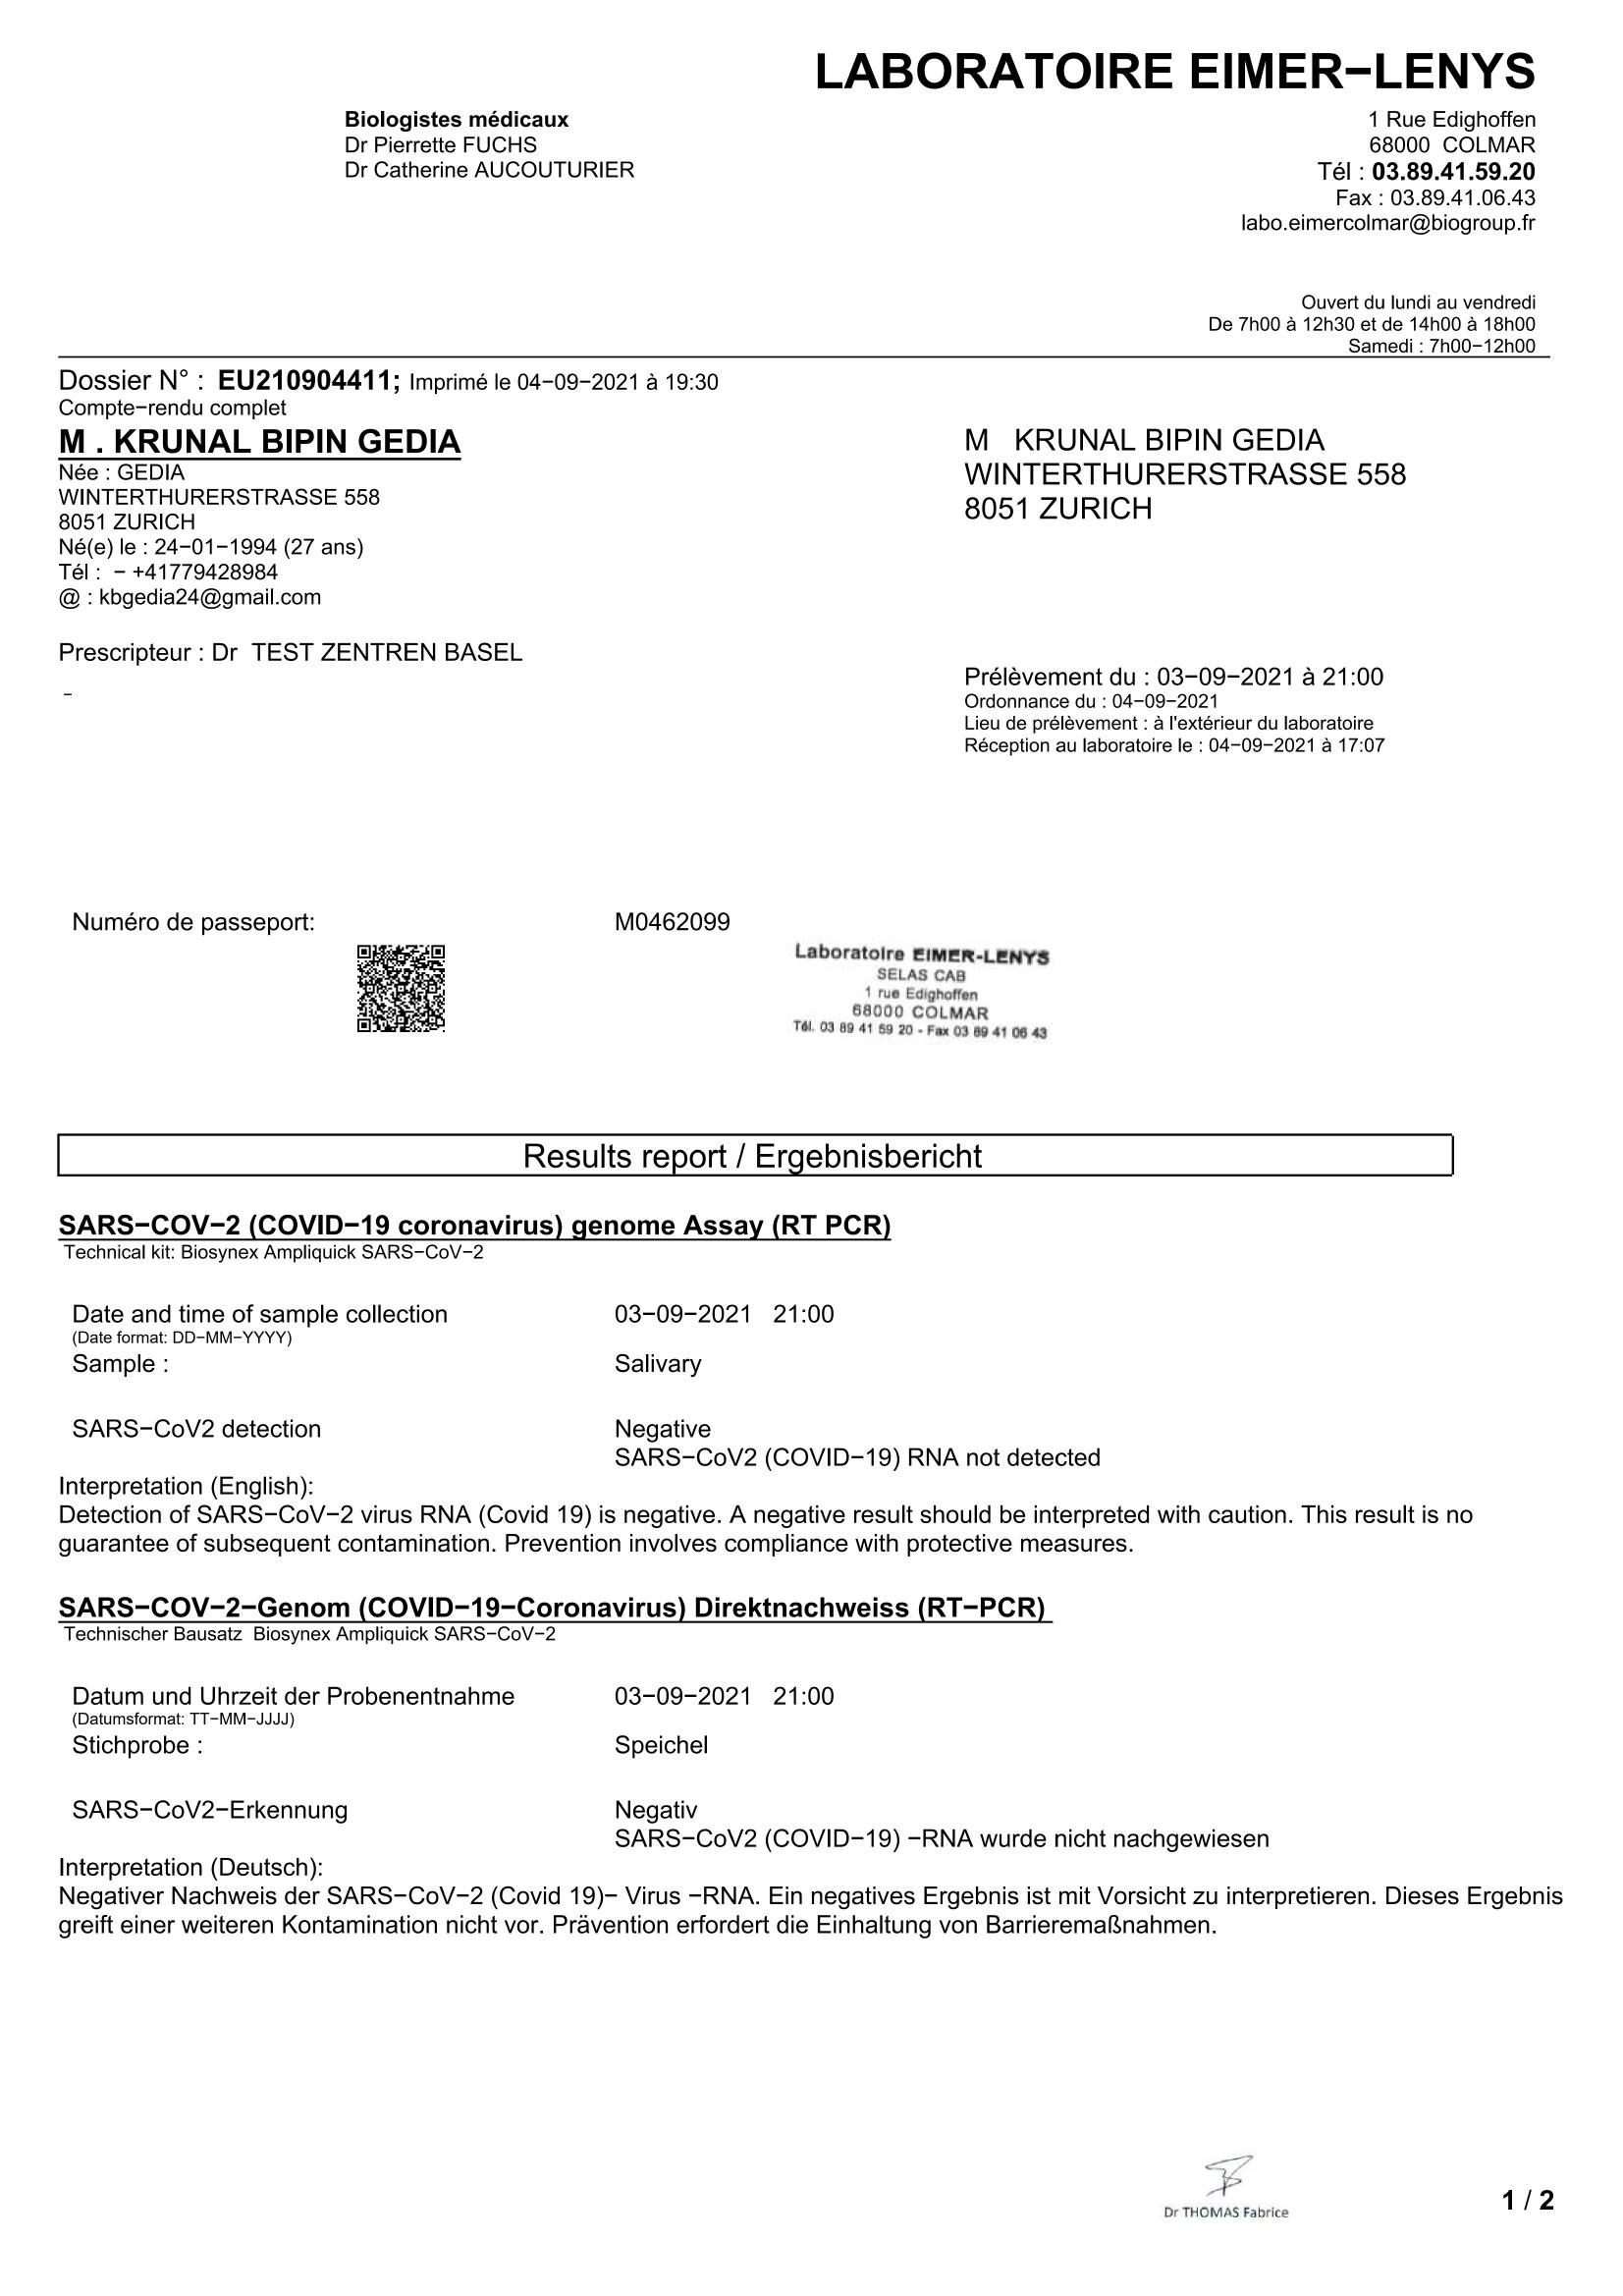 LABORATOIRE EIMER−LENYS
Biologistes médicaux
Dr Pierrette FUCHS
Dr Catherine AUCOUTURIER
1 Rue Edighoffen
68000 COLMAR
Tél : 03.89.41.59.20
Fax : 03.89.41.06.43
labo.eimercolmar@biogroup.fr
Ouvert du lundi au vendredi
De 7h00 à 12h30 et de 14h00 à 18h00
Samedi : 7h00−12h00
Dossier N° : EU210904411; Imprimé le 04−09−2021 à 19:30
Compte−rendu complet
M . KRUNAL BIPIN GEDIA
Née : GEDIA
WINTERTHURERSTRASSE 558
8051 ZURICH
Né(e) le : 24−01−1994 (27 ans)
Tél : − +41779428984
@ : kbgedia24@gmail.com
M KRUNAL BIPIN GEDIA
WINTERTHURERSTRASSE 558
8051 ZURICH
Prescripteur : Dr TEST ZENTREN BASEL
−
Prélèvement du : 03−09−2021 à 21:00
Ordonnance du : 04−09−2021
Lieu de prélèvement : à l'extérieur du laboratoire
Réception au laboratoire le : 04−09−2021 à 17:07
Numéro de passeport: M0462099
Laboratoire EIMER-LENYS
SELAS CAB
1 rue Edighoffen
68000 COLMAR
Tél. 03 89 41 59 20 - Fax 03 89 41 06 43
Results report / Ergebnisbericht
SARS−COV−2 (COVID−19 coronavirus) genome Assay (RT PCR)
Technical kit: Biosynex Ampliquick SARS−CoV−2
Date and time of sample collection 03−09−2021 21:00
(Date format: DD−MM−YYYY)
Sample : Salivary
SARS−CoV2 detection Negative
SARS−CoV2 (COVID−19) RNA not detected
Interpretation (English):
Detection of SARS−CoV−2 virus RNA (Covid 19) is negative. A negative result should be interpreted with caution. This result is no
guarantee of subsequent contamination. Prevention involves compliance with protective measures.
SARS−COV−2−Genom (COVID−19−Coronavirus) Direktnachweiss (RT−PCR)
Technischer Bausatz Biosynex Ampliquick SARS−CoV−2
Datum und Uhrzeit der Probenentnahme 03−09−2021 21:00
(Datumsformat: TT−MM−JJJJ)
Stichprobe : Speichel
SARS−CoV2−Erkennung Negativ
SARS−CoV2 (COVID−19) −RNA wurde nicht nachgewiesen
Interpretation (Deutsch):
Negativer Nachweis der SARS−CoV−2 (Covid 19)− Virus −RNA. Ein negatives Ergebnis ist mit Vorsicht zu interpretieren. Dieses Ergebnis
greift einer weiteren Kontamination nicht vor. Prävention erfordert die Einhaltung von Barrieremaßnahmen.
Dr THOMAS Fabrice
1 / 2